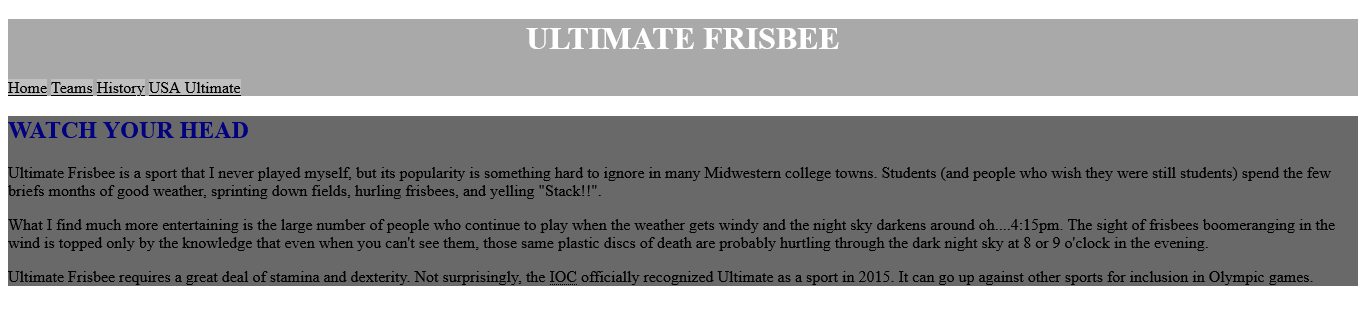 ULTIMATE FRISBEE
Home Teams History USA Ultimate
WATCH YOUR HEAD
Ultimate Frisbee is a sport that I never played myself, but its popularity is something hard to ignore in many Midwestern college towns. Students (and people who wish they were still students) spend the few
briefs months of good weather, sprinting down fields, hurling frisbees, and yelling "Stack!!".
What I find much more entertaining is the large number of people who continue to play when the weather gets windy and the night sky darkens around oh....4:15pm. The sight of frisbees boomeranging in the
wind is topped only by the knowledge that even when you can't see them, those same plastic discs of death are probably hurtling through the dark night sky at 8 or 9 o'clock in the evening.
Ultimate Frisbee requires a great deal of stamina and dexterity. Not surprisingly, the IOC officially recognized Ultimate as a sport in 2015. It can go up against other sports for inclusion in Olympic games.